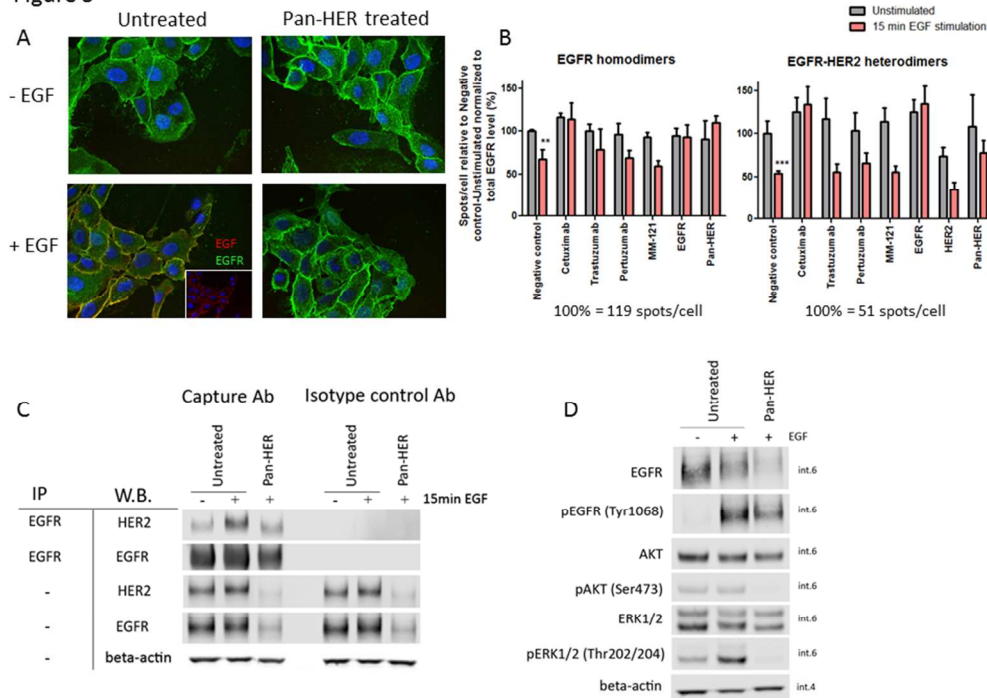 Untreated
Pan-HER treated
A
- EGF
+ EGF
EGF
EGFR
Unstimulated
15 min EGF stimulation
B
EGFR homodimers
EGFR-HER2 heterodimers
Spots/cell relative to Negative
control-Unstimulated normalized to
total EGFR level (%)
150
100
50
0
**
Negative control
Cetuximab
Trastuzumab
Pertuzumab
MM-121
EGFR
Pan-HER
100% = 119 spots/cell
150
100
50
0
***
Negative control
Cetuximab
Trastuzumab
Pertuzumab
MM-121
EGFR
HER2
Pan-HER
100% = 51 spots/cell
C
Capture Ab
Isotype control Ab
Untreated
Pan-HER
Untreated
Pan-HER
IP
W.B.
- + + - + + 15min EGF
EGFR HER2
EGFR EGFR
- HER2
- EGFR
- beta-actin
D
Untreated
Pan-HER
- + + EGF
EGFR int.6
pEGFR (Tyr1068) int.6
AKT int.6
pAKT (Ser473) int.6
ERK1/2 int.6
pERK1/2 (Thr202/204) int.6
beta-actin int.4